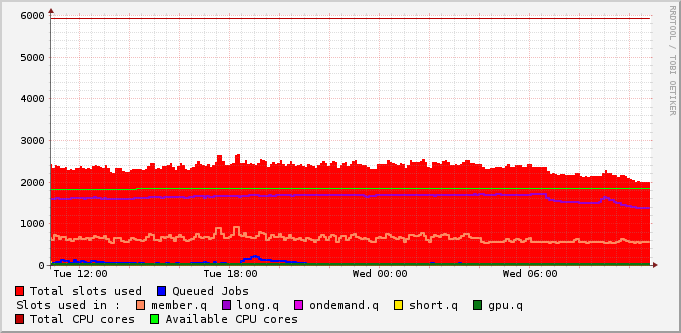 6000
5000
4000
3000
2000
1000
0
Tue 12:00 Tue 18:00 Wed 00:00 Wed 06:00
Total slots used Queued Jobs
Slots used in : member.q long.q ondemand.q short.q gpu.q
Total CPU cores Available CPU cores
RRDTOOL / TOBI OETIKER